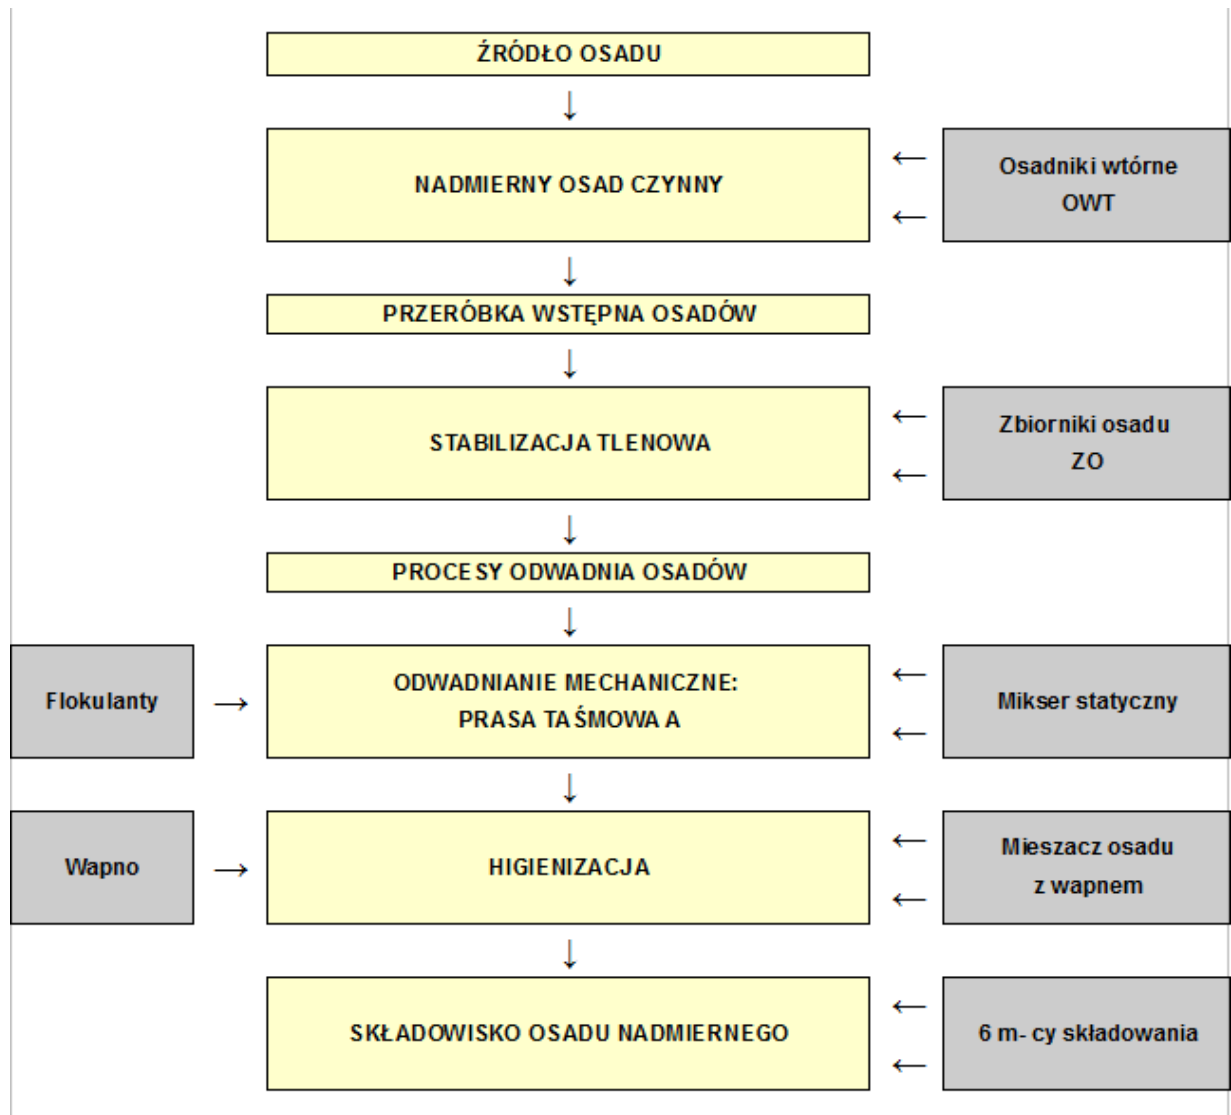 ŹRÓDŁO OSADU
NADMIERNY OSAD CZYNNY
Osadniki wtórne
OWT
PRZERÓBKA WSTĘPNA OSADÓW
STABILIZACJA TLENOWA
Zbiorniki osadu
ZO
PROCESY ODWADNIA OSADÓW
Flokulanty
ODWADNIANIE MECHANICZNE:
PRASA TAŚMOWA A
Mikser statyczny
Wapno
HIGIENIZACJA
Mieszacz osadu
z wapnem
SKŁADOWISKO OSADU NADMIERNEGO
6 m- cy składowania